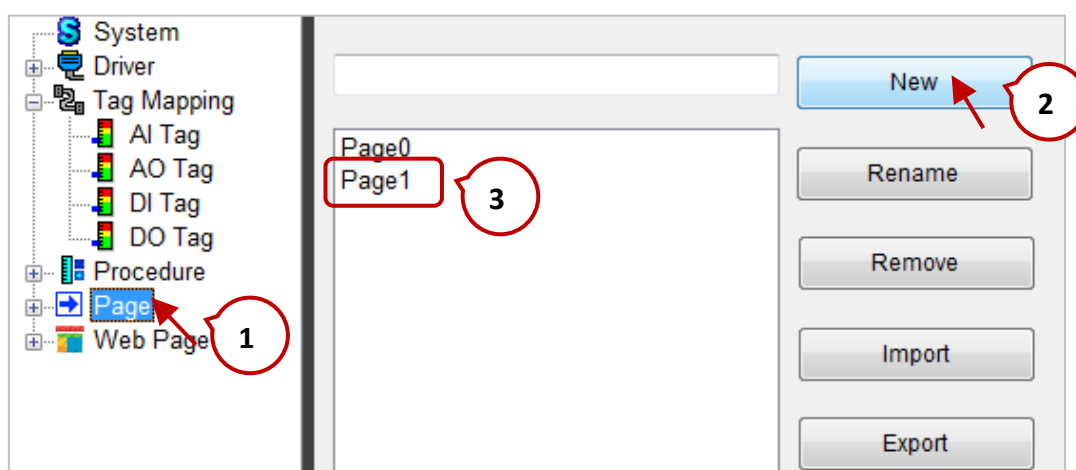 System
Driver
Tag Mapping
AI Tag
AO Tag
DI Tag
DO Tag
Procedure
Page
Web Page
1
Page0
Page1
3
New
2
Rename
Remove
Import
Export